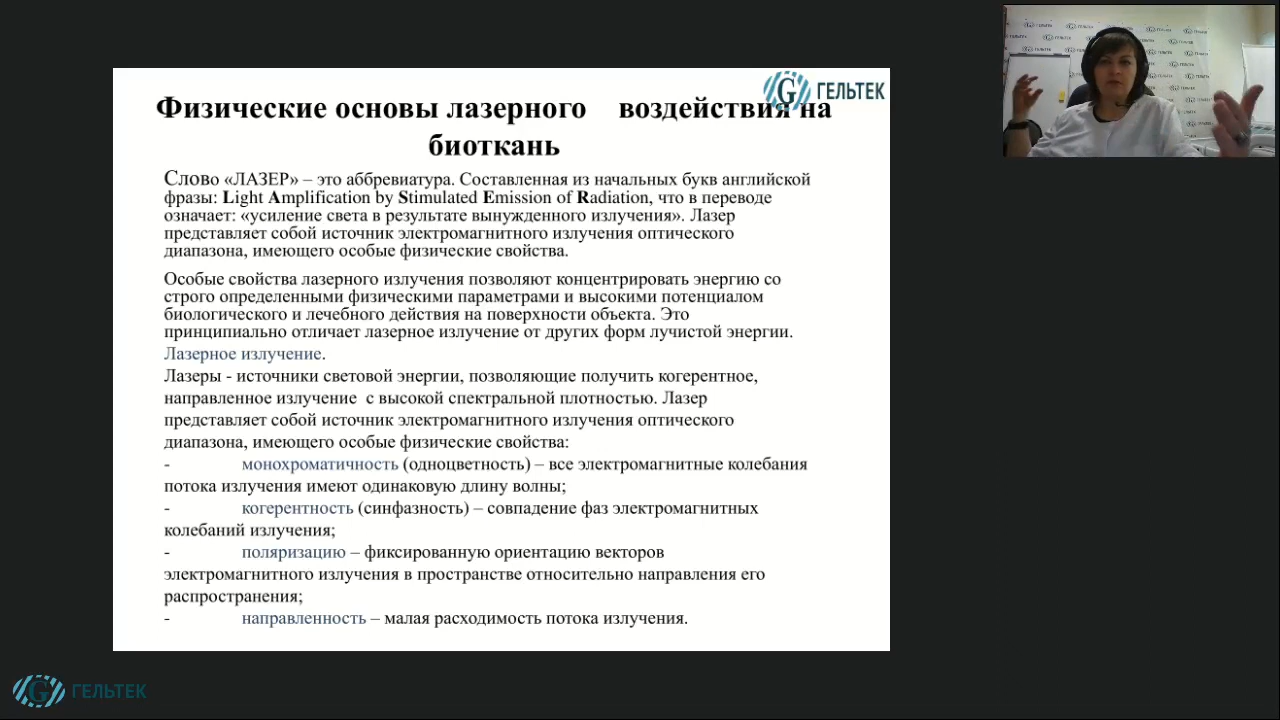 ГЕЛЬТЕК
Физические основы лазерного воздействия на
биоткань
Слово «ЛАЗЕР» – это аббревиатура. Составленная из начальных букв английской
фразы: Light Amplification by Stimulated Emission of Radiation, что в переводе
означает: «усиление света в результате вынужденного излучения». Лазер
представляет собой источник электромагнитного излучения оптического
диапазона, имеющего особые физические свойства.
Особые свойства лазерного излучения позволяют концентрировать энергию со
строго определенными физическими параметрами и высокими потенциалом
биологического и лечебного действия на поверхности объекта. Это
принципиально отличает лазерное излучение от других форм лучистой энергии.
Лазерное излучение.
Лазеры - источники световой энергии, позволяющие получить когерентное,
направленное излучение с высокой спектральной плотностью. Лазер
представляет собой источник электромагнитного излучения оптического
диапазона, имеющего особые физические свойства:
- монохроматичность (одноцветность) – все электромагнитные колебания
потока излучения имеют одинаковую длину волны;
- когерентность (синфазность) – совпадение фаз электромагнитных
колебаний излучения;
- поляризацию – фиксированную ориентацию векторов
электромагнитного излучения в пространстве относительно направления его
распространения;
- направленность – малая расходимость потока излучения.
ГЕЛЬТЕК